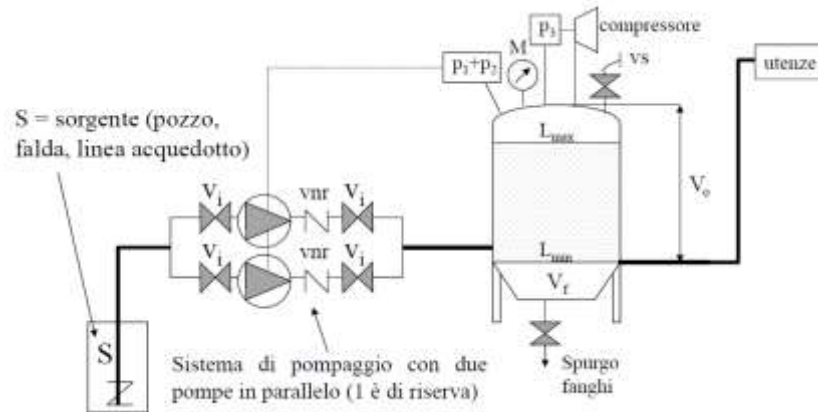 compressore
p3
M
p1+p2
vs
utenze
S = sorgente (pozzo,
falda, linea acquedotto)
Lmax
Vi
vnr
Vi
Vo
Vi
vnr
Vi
Lmin
Vf
S
Sistema di pompaggio con due
pompe in parallelo (1 è di riserva)
Spurgo
fanghi